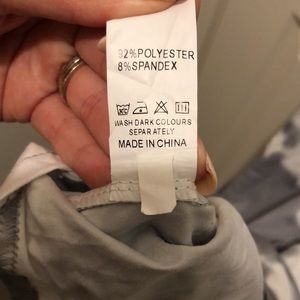 92%POLYESTER
8%SPANDEX
WASH DARK COLOURS
SEPARATELY
MADE IN CHINA